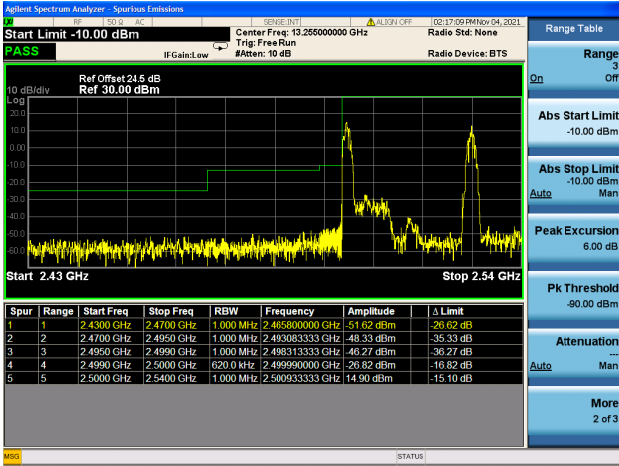 Agilent Spectrum Analyzer - Spurious Emissions
RF 50 Ω AC SENSE:INT ALIGN OFF 02:17:09 PM Nov 04, 2021
Start Limit -10.00 dBm
Center Freq: 13.255000000 GHz
Radio Std: None
Trig: Free Run
PASS
IFGain:Low
#Atten: 10 dB
Radio Device: BTS
Ref Offset 24.5 dB
10 dB/div Ref 30.00 dBm
Log
20.0
10.0
0.00
-10.0
-20.0
-30.0
-40.0
-50.0
-60.0
Start 2.43 GHz Stop 2.54 GHz
Spur Range Start Freq Stop Freq RBW Frequency Amplitude Δ Limit
1 1 2.4300 GHz 2.4700 GHz 1.000 MHz 2.465800000 GHz -51.62 dBm -26.62 dB
2 2 2.4700 GHz 2.4950 GHz 1.000 MHz 2.493083333 GHz -48.33 dBm -35.33 dB
3 3 2.4950 GHz 2.4990 GHz 1.000 MHz 2.498313333 GHz -46.27 dBm -36.27 dB
4 4 2.4990 GHz 2.5000 GHz 620.0 kHz 2.499990000 GHz -26.82 dBm -16.82 dB
5 5 2.5000 GHz 2.5400 GHz 1.000 MHz 2.500933333 GHz 14.90 dBm -15.10 dB
MSG STATUS
Range Table
Range
3
On Off
Abs Start Limit
-10.00 dBm
Abs Stop Limit
-10.00 dBm
Auto Man
Peak Excursion
6.00 dB
Pk Threshold
-90.00 dBm
Attenuation
---
Auto Man
More
2 of 3